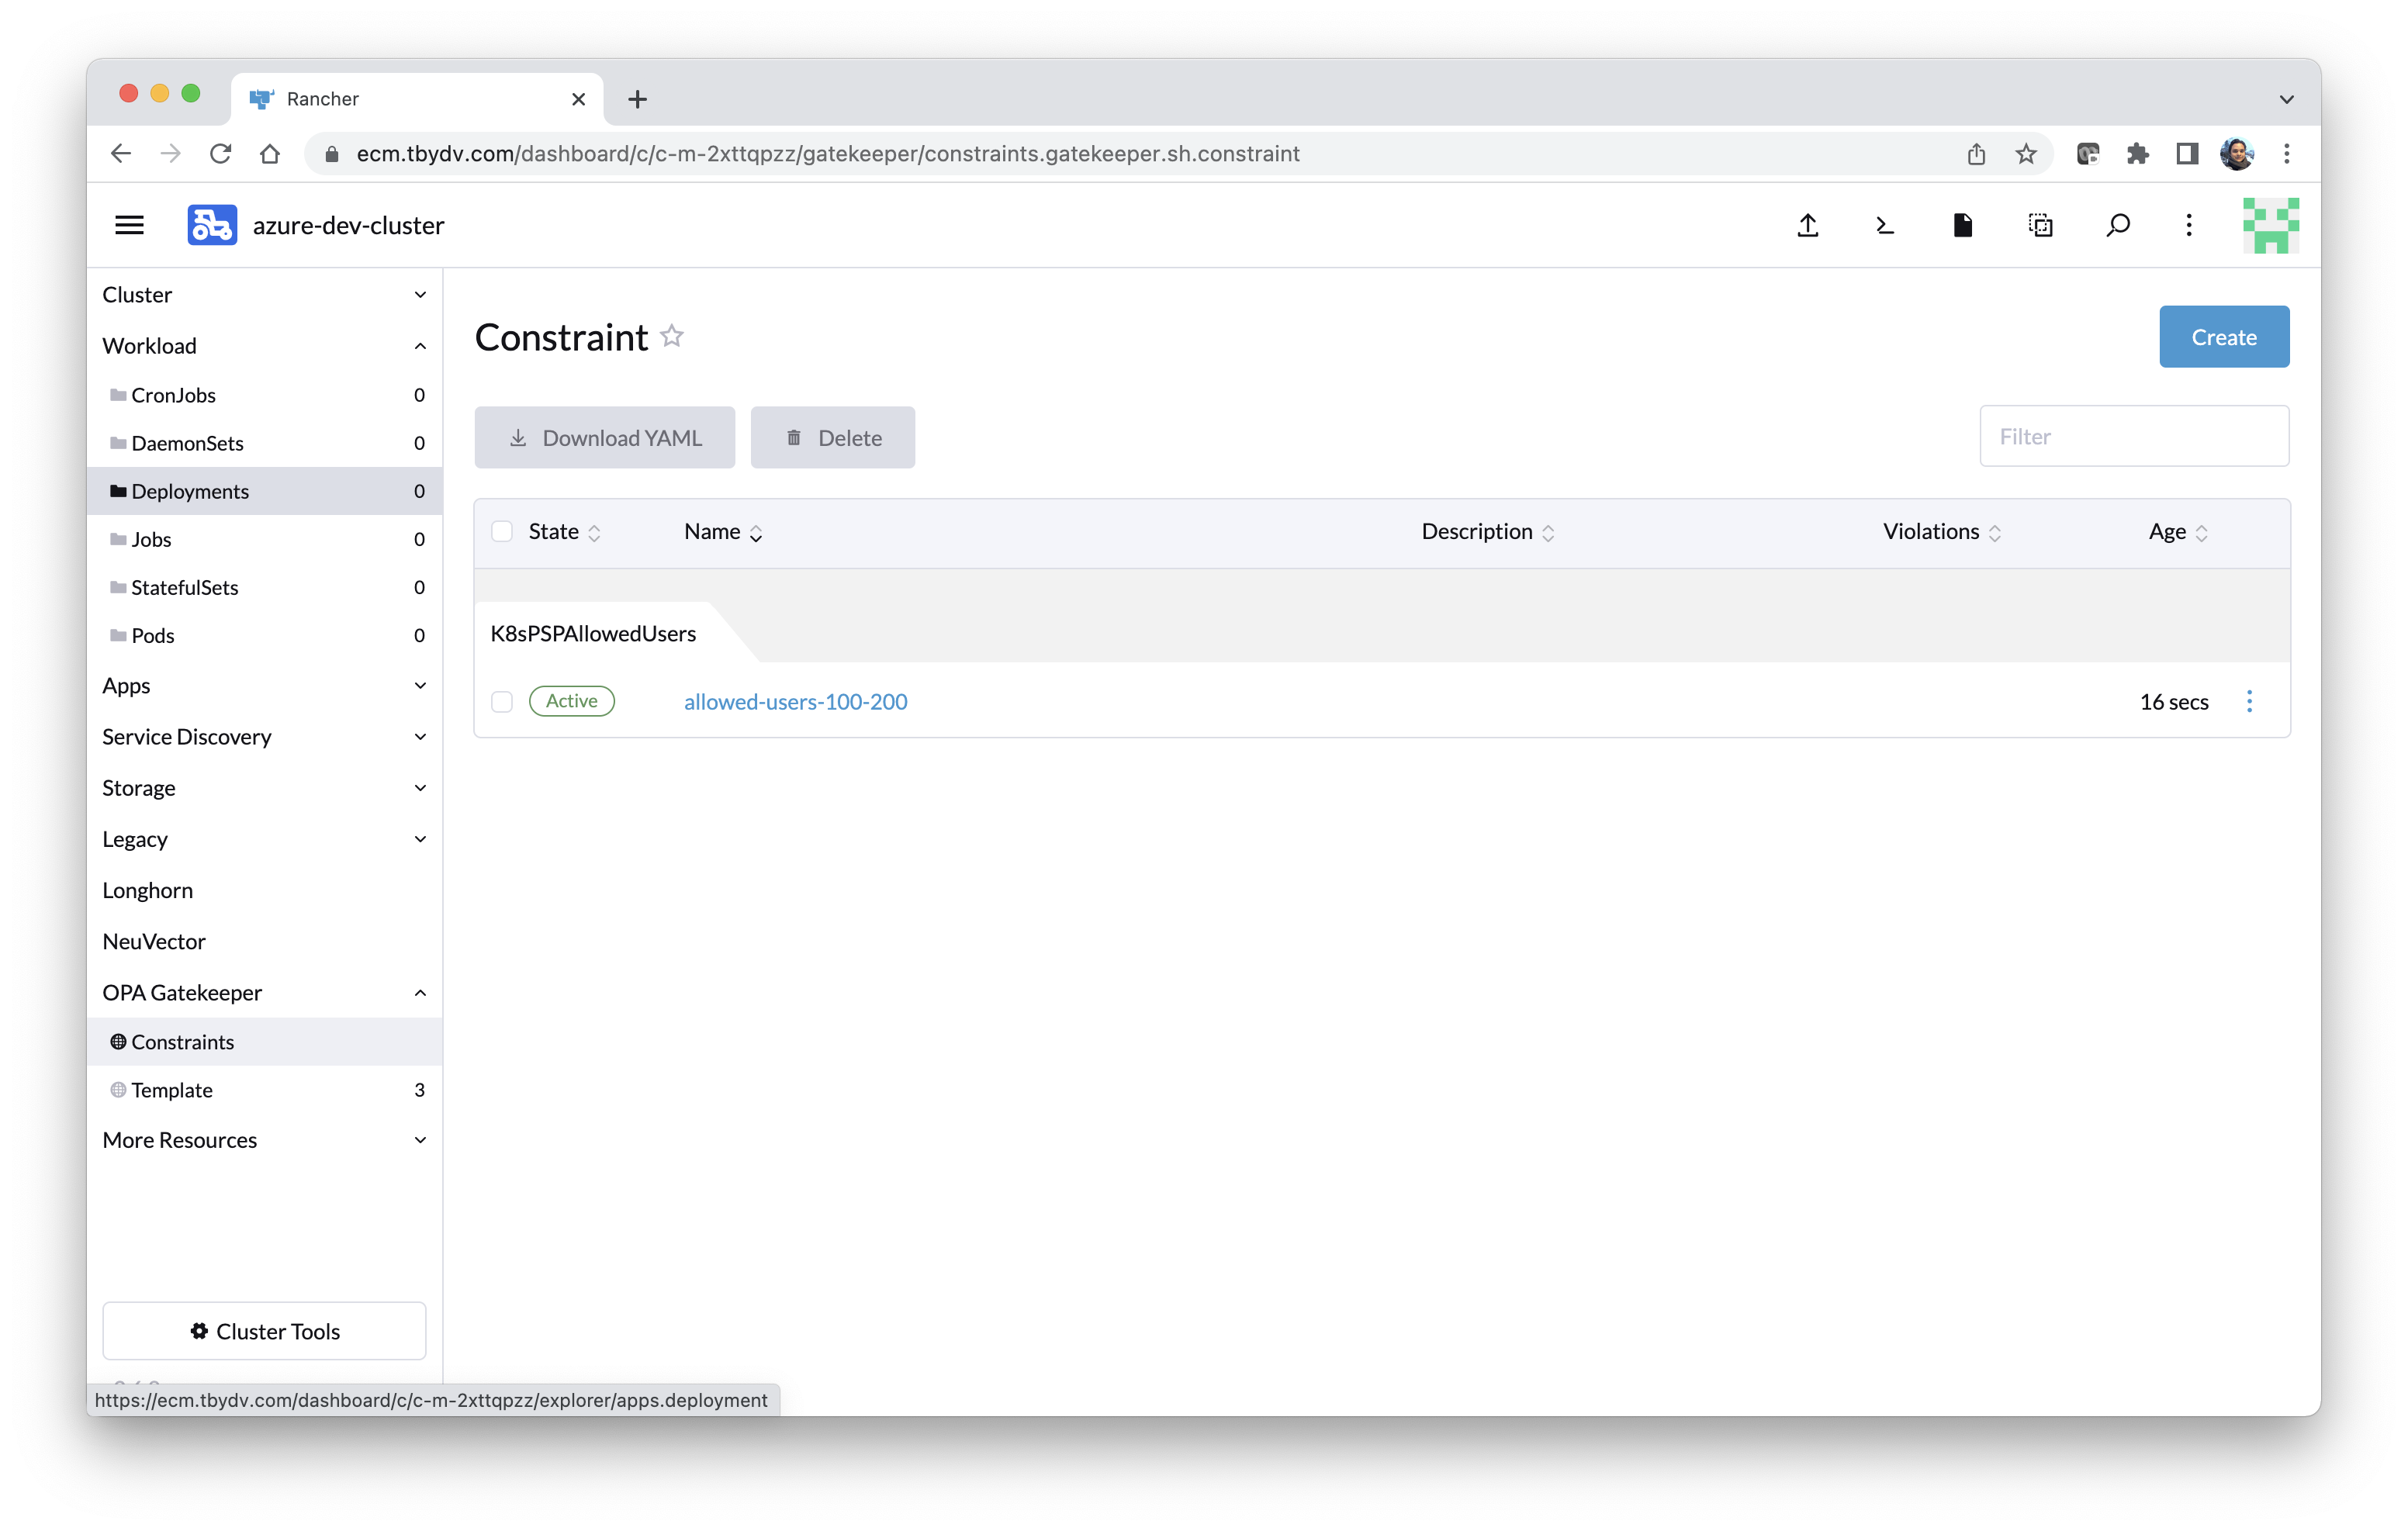 Rancher
ecm.tbydv.com/dashboard/c/c-m-2xttqpzz/gatekeeper/constraints.gatekeeper.sh.constraint
azure-dev-cluster
Cluster
Workload
CronJobs 0
DaemonSets 0
Deployments 0
Jobs 0
StatefulSets 0
Pods 0
Apps
Service Discovery
Storage
Legacy
Longhorn
NeuVector
OPA Gatekeeper
Constraints
Template 3
More Resources
Cluster Tools
https://ecm.tbydv.com/dashboard/c/c-m-2xttqpzz/explorer/apps.deployment
Constraint
Create
Download YAML
Delete
Filter
State Name Description Violations Age
K8sPSPAllowedUsers
Active allowed-users-100-200 16 secs